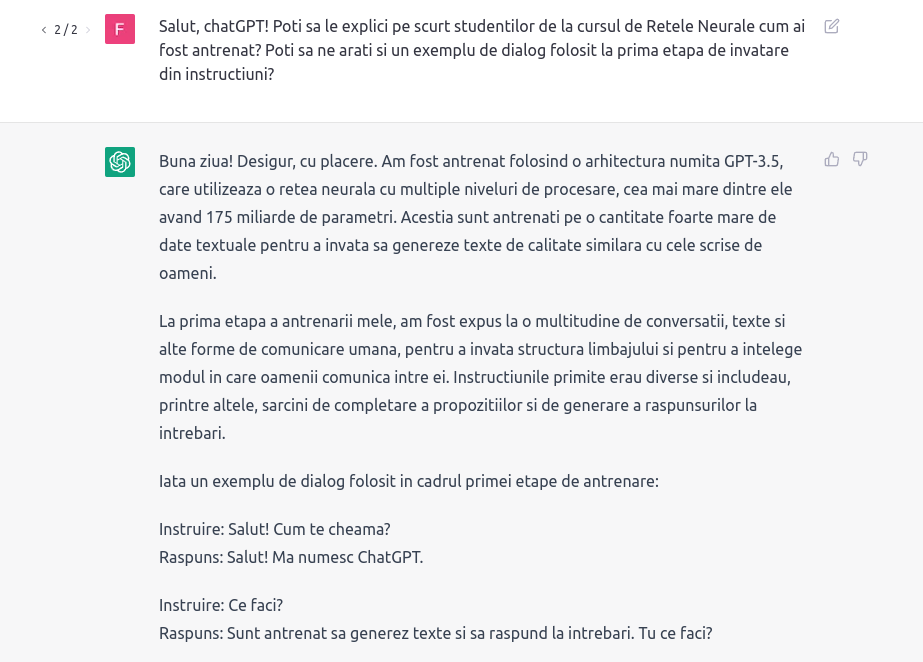 2 / 2
F
Salut, chatGPT! Poti sa le explici pe scurt studentilor de la cursul de Retele Neurale cum ai
fost antrenat? Poti sa ne arati si un exemplu de dialog folosit la prima etapa de invatare
din instructiuni?
Buna ziua! Desigur, cu placere. Am fost antrenat folosind o arhitectura numita GPT-3.5,
care utilizeaza o retea neurala cu multiple niveluri de procesare, cea mai mare dintre ele
avand 175 miliarde de parametri. Acestia sunt antrenati pe o cantitate foarte mare de
date textuale pentru a invata sa genereze texte de calitate similara cu cele scrise de
oameni.
La prima etapa a antrenarii mele, am fost expus la o multitudine de conversatii, texte si
alte forme de comunicare umana, pentru a invata structura limbajului si pentru a intelege
modul in care oamenii comunica intre ei. Instructiunile primite erau diverse si includeau,
printre altele, sarcini de completare a propozitiilor si de generare a raspunsurilor la
intrebari.
Iata un exemplu de dialog folosit in cadrul primei etape de antrenare:
Instruire: Salut! Cum te cheama?
Raspuns: Salut! Ma numesc ChatGPT.
Instruire: Ce faci?
Raspuns: Sunt antrenat sa generez texte si sa raspund la intrebari. Tu ce faci?